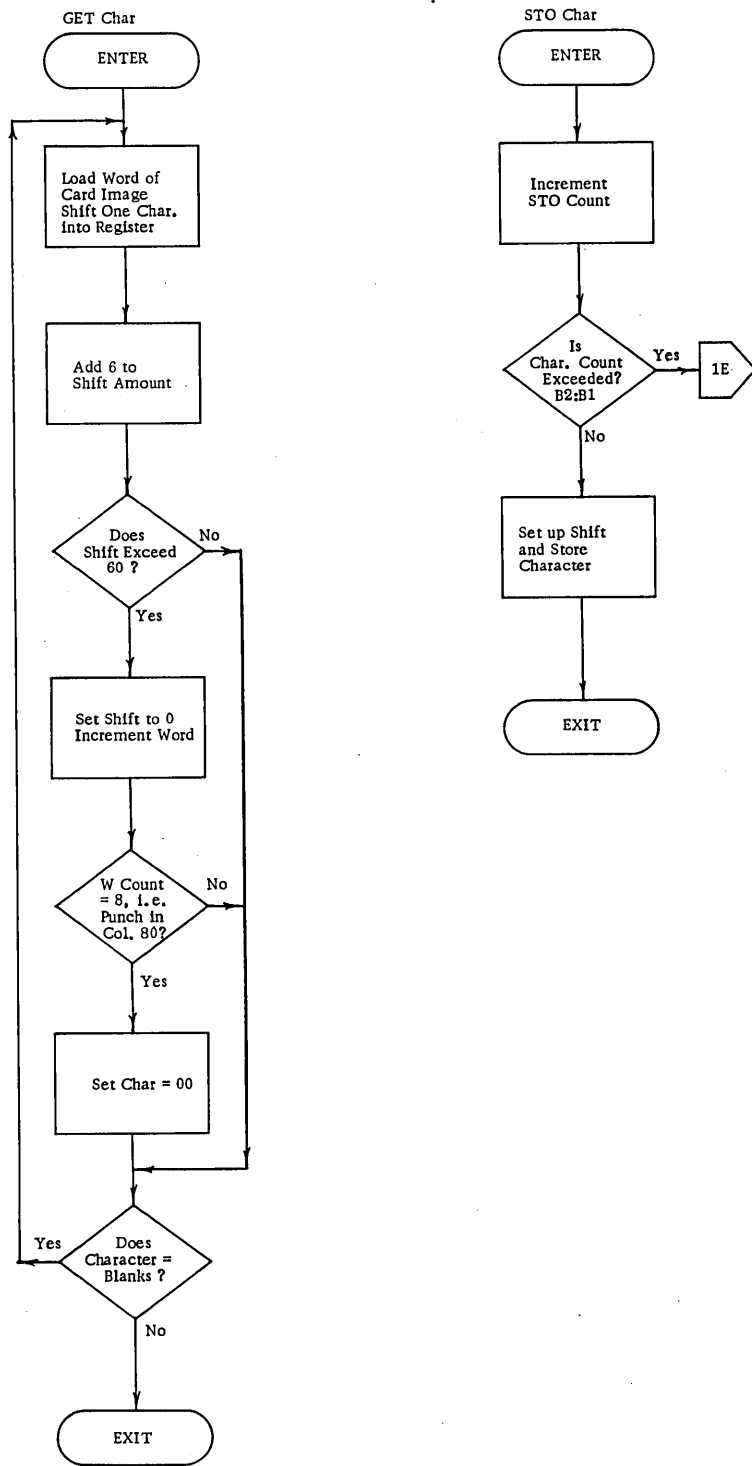 GET Char
ENTER
Load Word of
Card Image
Shift One Char.
into Register
Add 6 to
Shift Amount
Does
Shift Exceed
60 ?
No
Yes
Set Shift to 0
Increment Word
W Count
= 8, i.e.
Punch in
Col. 80?
No
Yes
Set Char = 00
Does
Character =
Blanks ?
Yes
No
EXIT
STO Char
ENTER
Increment
STO Count
Is
Char. Count
Exceeded?
B2:B1
Yes
1E
No
Set up Shift
and Store
Character
EXIT